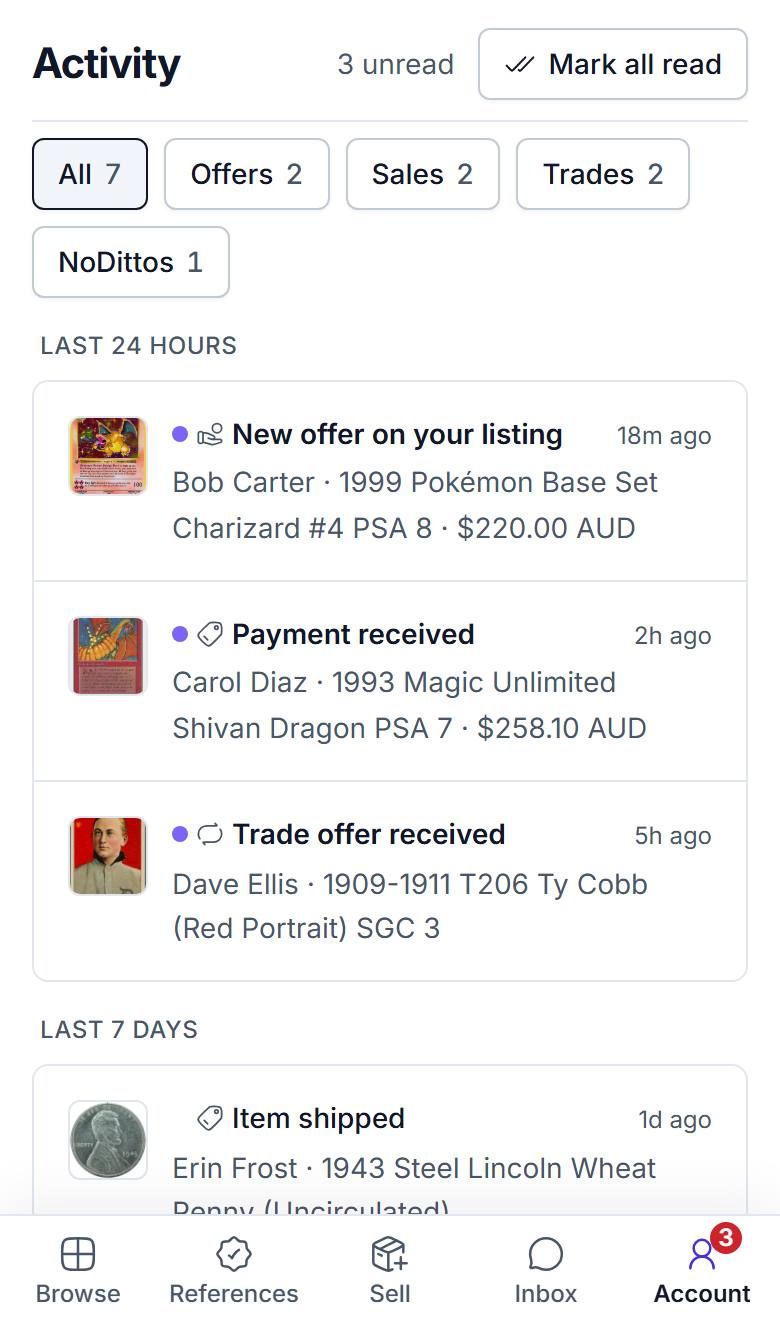 Activity
3 unread
Mark all read
All 7
Offers 2
Sales 2
Trades 2
NoDittos 1
LAST 24 HOURS
New offer on your listing
18m ago
Bob Carter · 1999 Pokémon Base Set
Charizard #4 PSA 8 · $220.00 AUD
Payment received
2h ago
Carol Diaz · 1993 Magic Unlimited
Shivan Dragon PSA 7 · $258.10 AUD
Trade offer received
5h ago
Dave Ellis · 1909-1911 T206 Ty Cobb
(Red Portrait) SGC 3
LAST 7 DAYS
Item shipped
1d ago
Erin Frost · 1943 Steel Lincoln Wheat
Penny (Uncirculated)
Browse
References
Sell
Inbox
3
Account